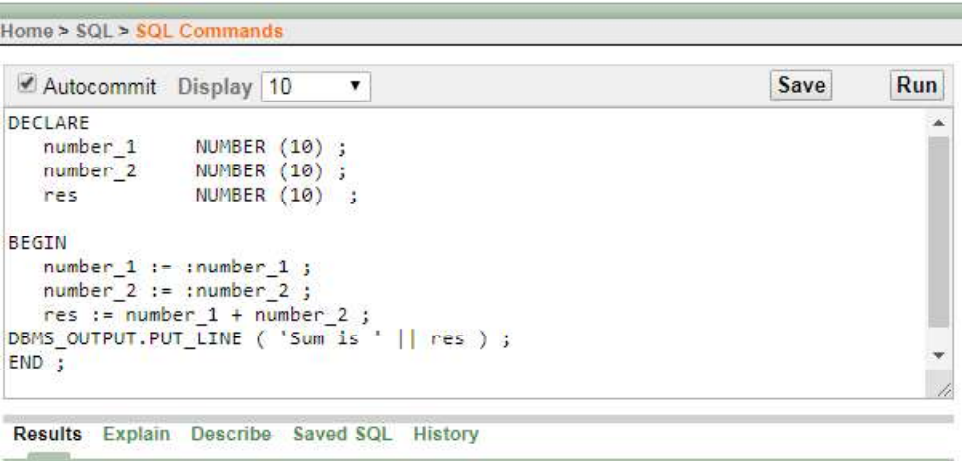 Home > SQL > SQL Commands
Autocommit Display 10 Save Run
DECLARE
number_1 NUMBER (10) ;
number_2 NUMBER (10) ;
res NUMBER (10) ;
BEGIN
number_1 := :number_1 ;
number_2 := :number_2 ;
res := number_1 + number_2 ;
DBMS_OUTPUT.PUT_LINE ( 'Sum is ' || res ) ;
END ;
Results Explain Describe Saved SQL History